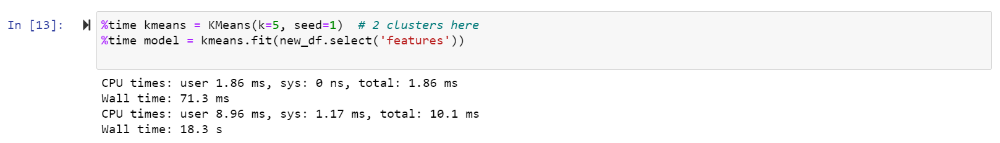 In [13]: %time kmeans = KMeans(k=5, seed=1)  # 2 clusters here
%time model = kmeans.fit(new_df.select('features'))
CPU times: user 1.86 ms, sys: 0 ns, total: 1.86 ms
Wall time: 71.3 ms
CPU times: user 8.96 ms, sys: 1.17 ms, total: 10.1 ms
Wall time: 18.3 s